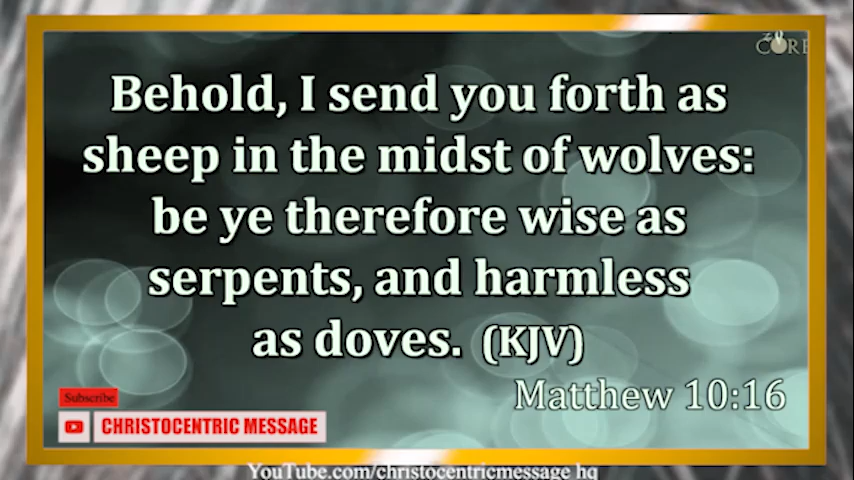 CORE
Behold, I send you forth as
sheep in the midst of wolves:
be ye therefore wise as
serpents, and harmless
as doves. (KJV)
Matthew 10:16
Subscribe
CHRISTOCENTRIC MESSAGE
YouTube.com/christocentricmessage hq